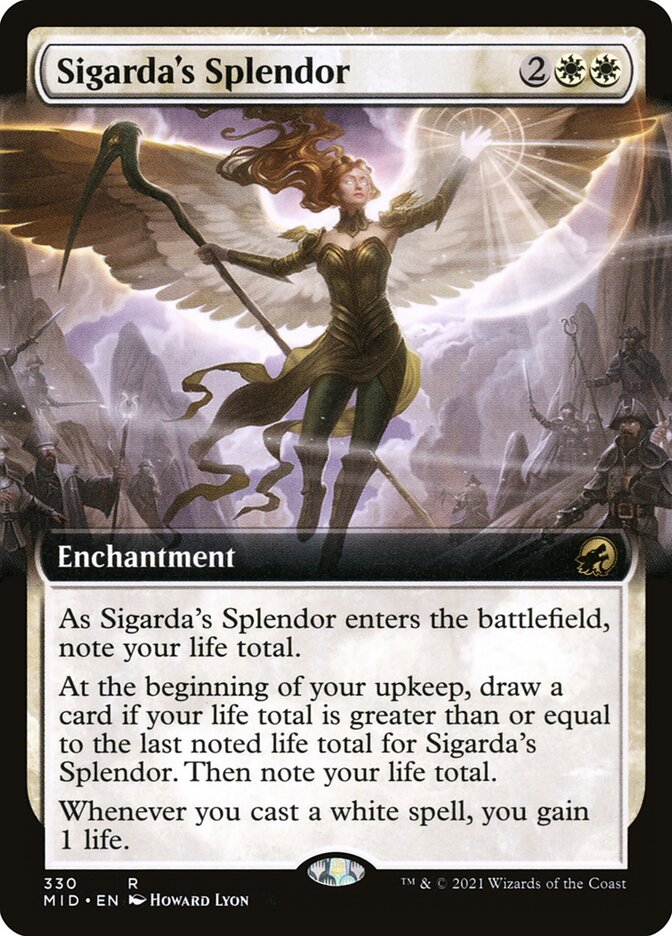 Sigarda's Splendor 2
Enchantment
As Sigarda's Splendor enters the battlefield,
note your life total.
At the beginning of your upkeep, draw a
card if your life total is greater than or equal
to the last noted life total for Sigarda's
Splendor. Then note your life total.
Whenever you cast a white spell, you gain
1 life.
330 R
MID • EN Howard Lyon
™ & © 2021 Wizards of the Coast